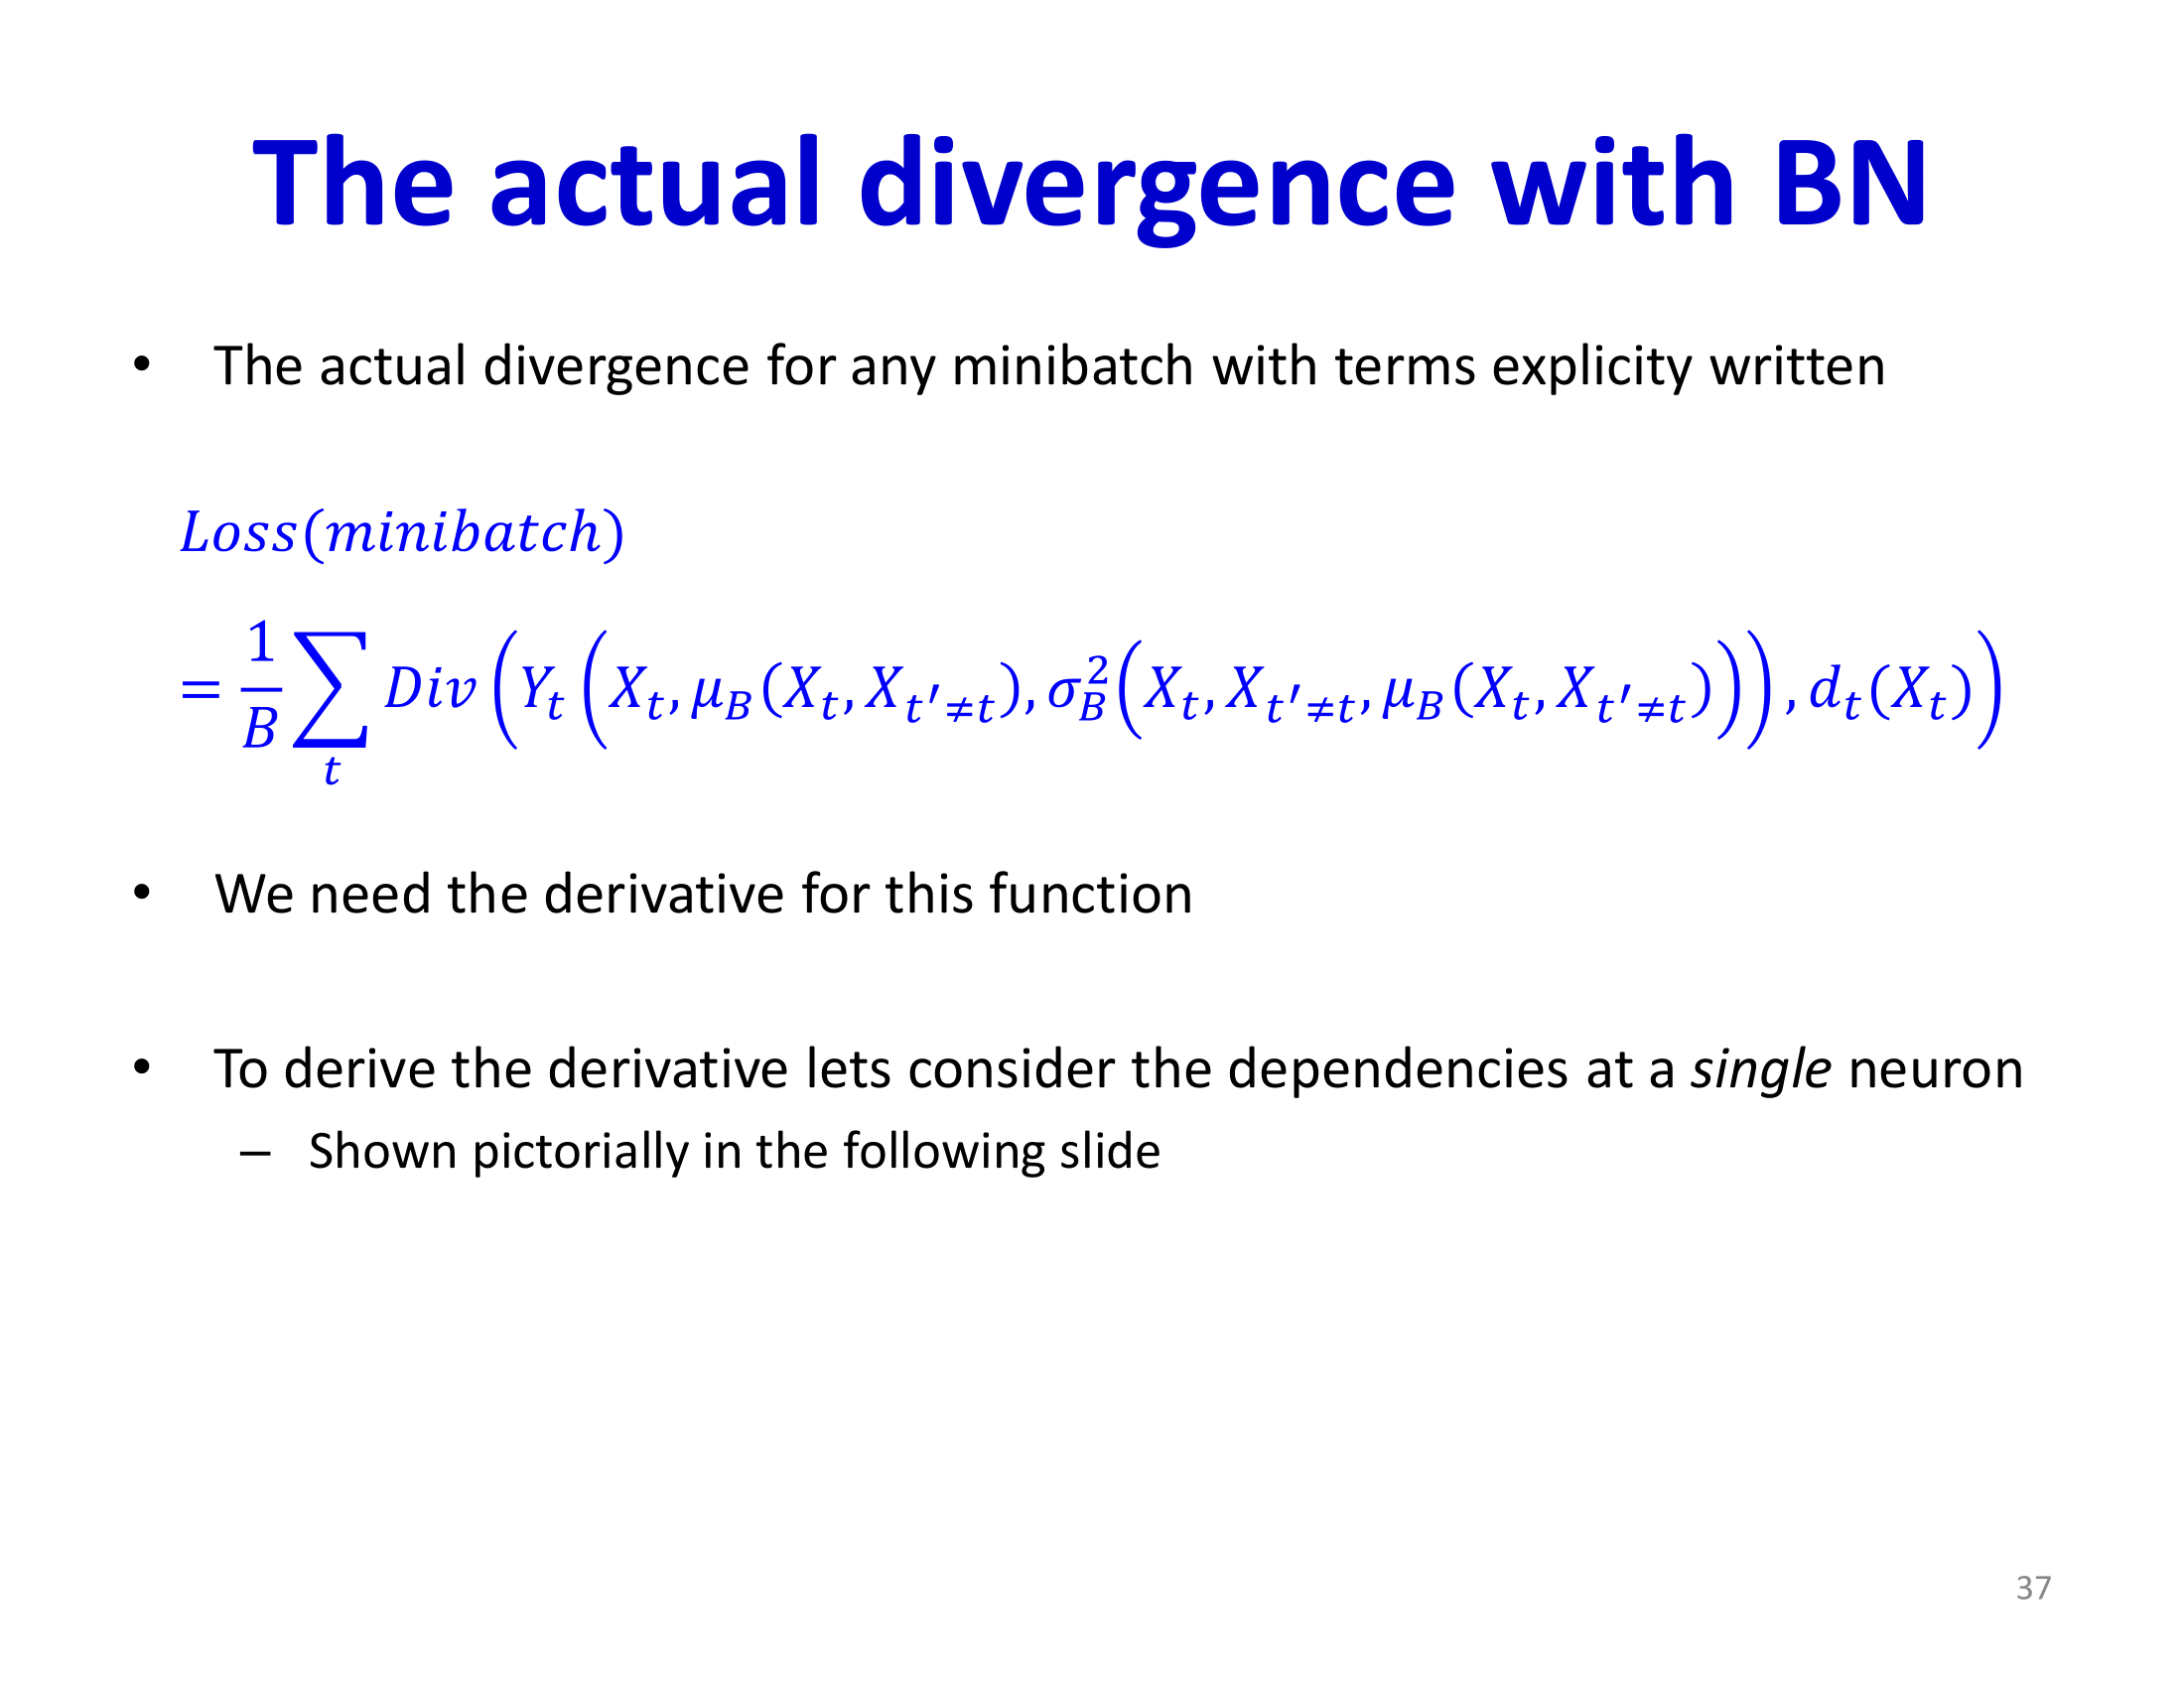 The actual divergence with BN
• The actual divergence for any minibatch with terms explicity written
Loss(minibatch)
= \frac{1}{B} \sum_{t} Div \left( Y_t \left( X_t, \mu_B(X_t, X_{t'≠t}), \sigma_B^2 \left( X_t, X_{t'≠t}, \mu_B(X_t, X_{t'≠t}) \right) \right), d_t(X_t) \right)
• We need the derivative for this function
• To derive the derivative lets consider the dependencies at a single neuron
– Shown pictorially in the following slide
37